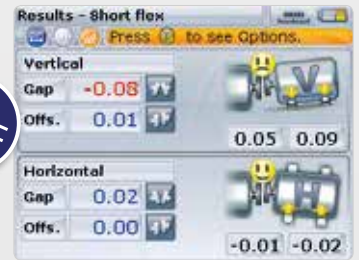 Results - Short flex
Press to see Options.
Vertical
Gap -0.08
Offs. 0.01
V
0.05 0.09
Horizontal
Gap 0.02
Offs. 0.00
H
-0.01 -0.02